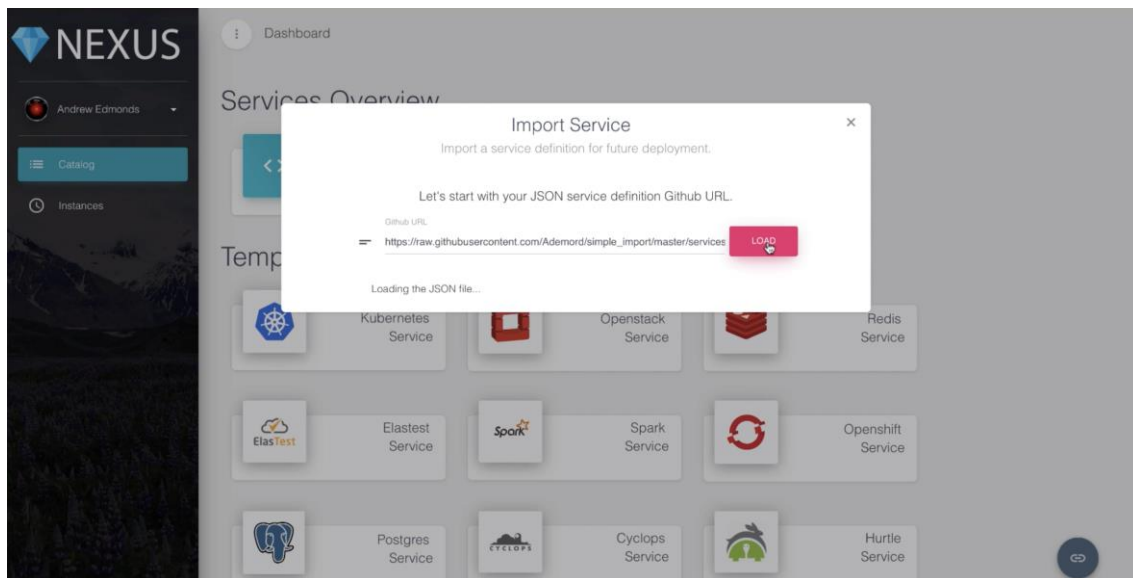 NEXUS
Dashboard
Andrew Edmonds
Catalog
Instances
Services Overview
Import Service
Import a service definition for future deployment.
Let's start with your JSON service definition Github URL.
Github URL
https://raw.githubusercontent.com/Ademord/simple_import/master/services
LOAD
Loading the JSON file...
Temp
Kubernetes
Service
Openstack
Service
Redis
Service
ElasTest
Elastest
Service
Spark
Spark
Service
Openshift
Service
Postgres
Service
CYCLOPS
Cyclops
Service
Hurtle
Service